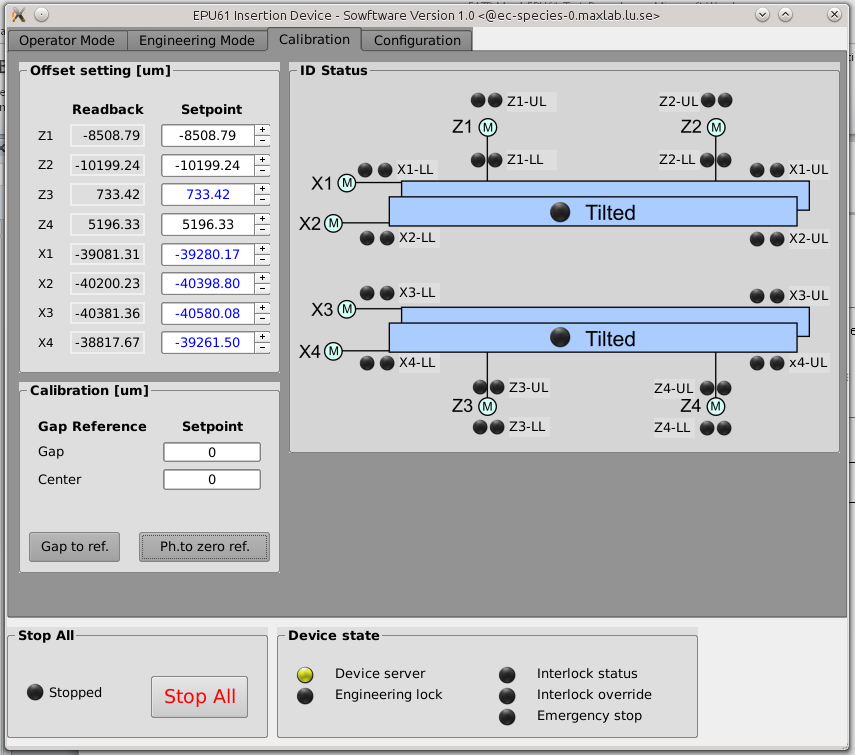 EPU61 Insertion Device - Sowftware Version 1.0 <@ec-species-0.maxlab.lu.se>
Operator Mode Engineering Mode Calibration Configuration
Offset setting [um]
Readback Setpoint
Z1 -8508.79 -8508.79
Z2 -10199.24 -10199.24
Z3 733.42 733.42
Z4 5196.33 5196.33
X1 -39081.31 -39280.17
X2 -40200.23 -40398.80
X3 -40381.36 -40580.08
X4 -38817.67 -39261.50
Calibration [um]
Gap Reference Setpoint
Gap 0
Center 0
Gap to ref. Ph.to zero ref.
ID Status
Z1-UL Z2-UL
Z1 M Z2 M
Z1-LL Z2-LL
X1-LL X1-UL
X1 M
Tilted
X2 M
X2-LL X2-UL
X3-LL X3-UL
X3 M
Tilted
X4 M
X4-LL x4-UL
Z3-UL Z4-UL
Z3 M Z4 M
Z3-LL Z4-LL
Stop All
Stopped Stop All
Device state
Device server Interlock status
Engineering lock Interlock override
Emergency stop